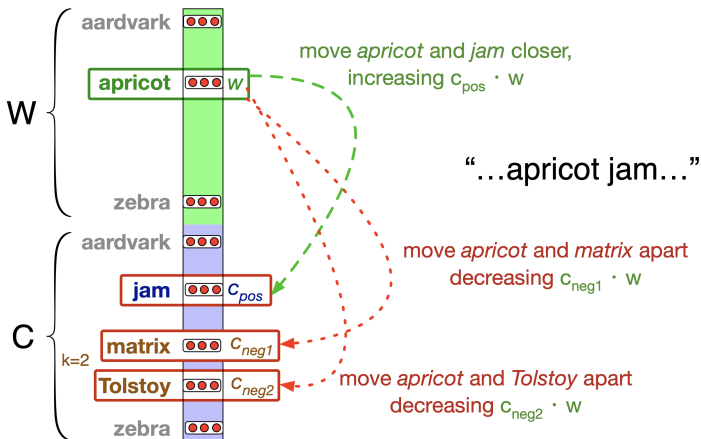 aardvark
move apricot and jam closer,
increasing cpos · w
apricot w
W
"...apricot jam..."
zebra
aardvark
move apricot and matrix apart
decreasing cneg1 · w
jam cpos
C
matrix cneg1
k=2
Tolstoy cneg2
move apricot and Tolstoy apart
decreasing cneg2 · w
zebra